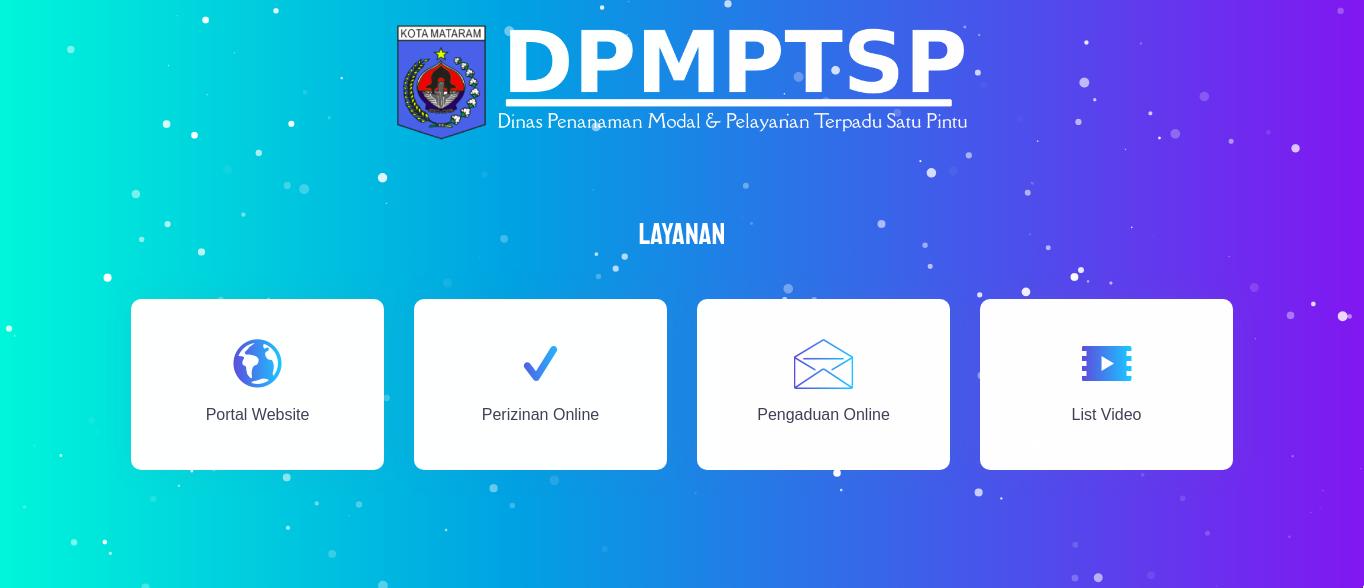 KOTA MATARAM
DPMPTSP
Dinas Penanaman Modal & Pelayanan Terpadu Satu Pintu
LAYANAN
Portal Website
Perizinan Online
Pengaduan Online
List Video